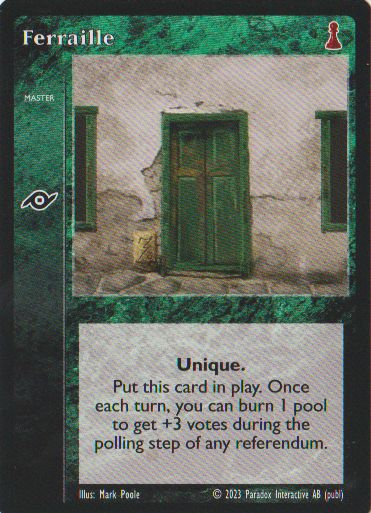 Ferraille
MASTER
Unique.
Put this card in play. Once
each turn, you can burn 1 pool
to get +3 votes during the
polling step of any referendum.
Illus: Mark Poole © 2023 Paradox Interactive AB (publ)